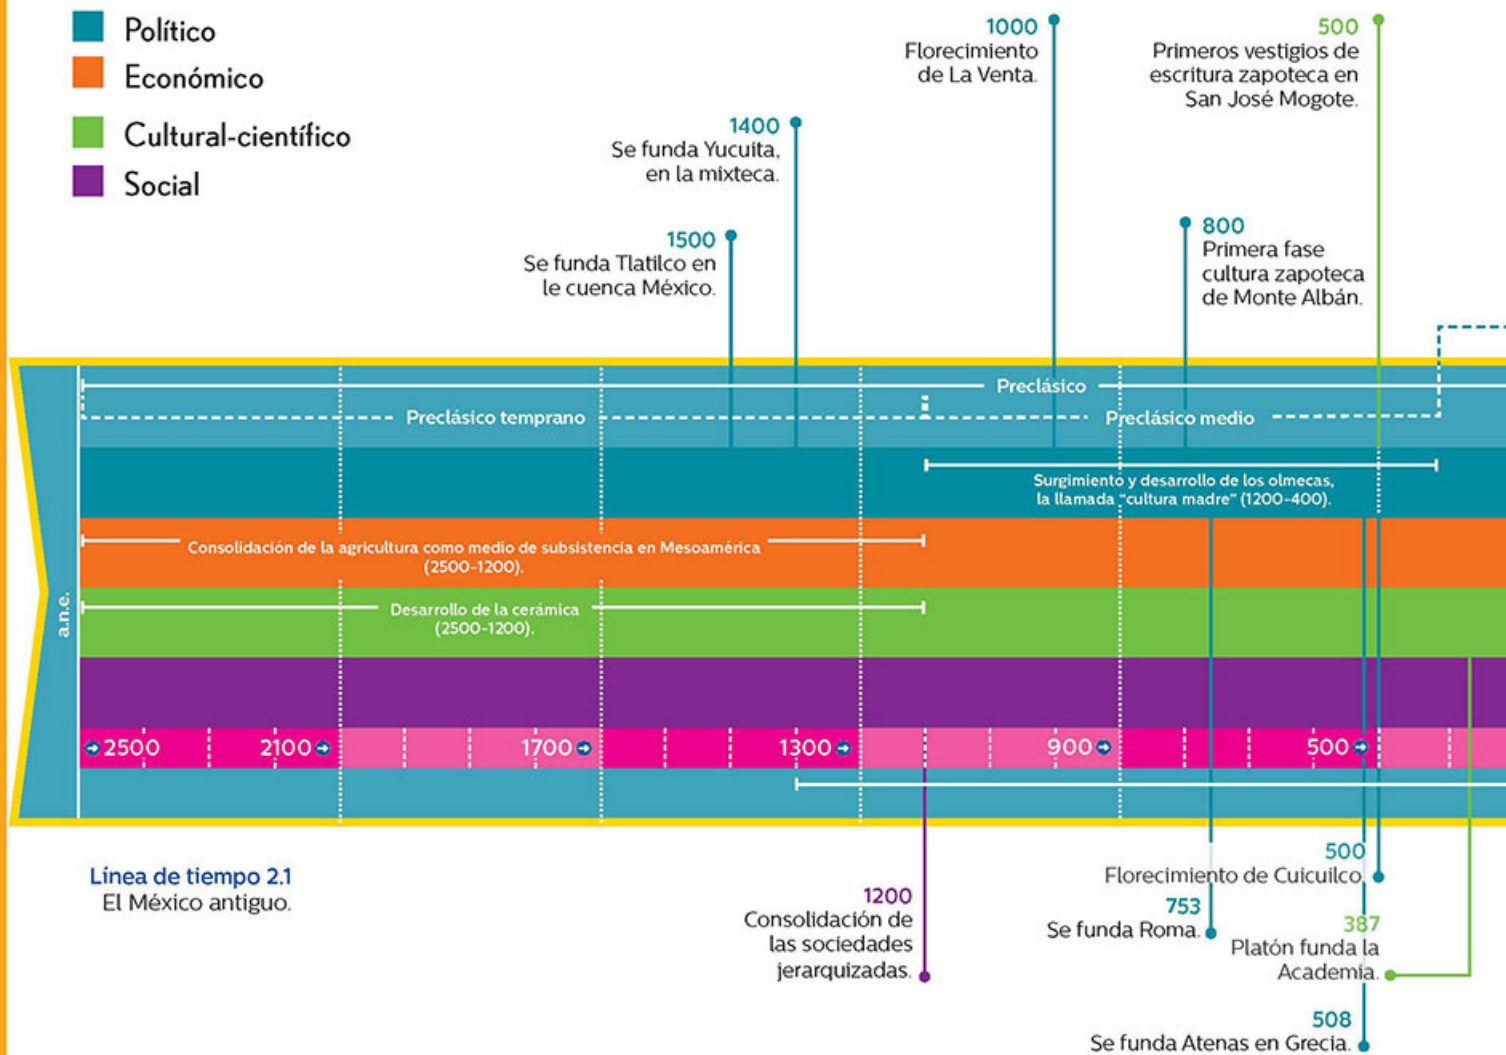 Político
Económico
Cultural-científico
Social
1000
Florecimiento
de La Venta.
500
Primeros vestigios de
escritura zapoteca en
San José Mogote.
1400
Se funda Yucuita,
en la mixteca.
1500
Se funda Tlatilco en
le cuenca México.
800
Primera fase
cultura zapoteca
de Monte Albán.
Preclásico
Preclásico temprano
Preclásico medio
Surgimiento y desarrollo de los olmecas,
la llamada “cultura madre” (1200-400).
Consolidación de la agricultura como medio de subsistencia en Mesoamérica
(2500-1200).
Desarrollo de la cerámica
(2500-1200).
a.n.e.
2500 2100 1700 1300 900 500
Línea de tiempo 2.1
El México antiguo.
1200
Consolidación de
las sociedades
jerarquizadas.
500
Florecimiento de Cuicuilco.
753
Se funda Roma.
387
Platón funda la
Academia.
508
Se funda Atenas en Grecia.